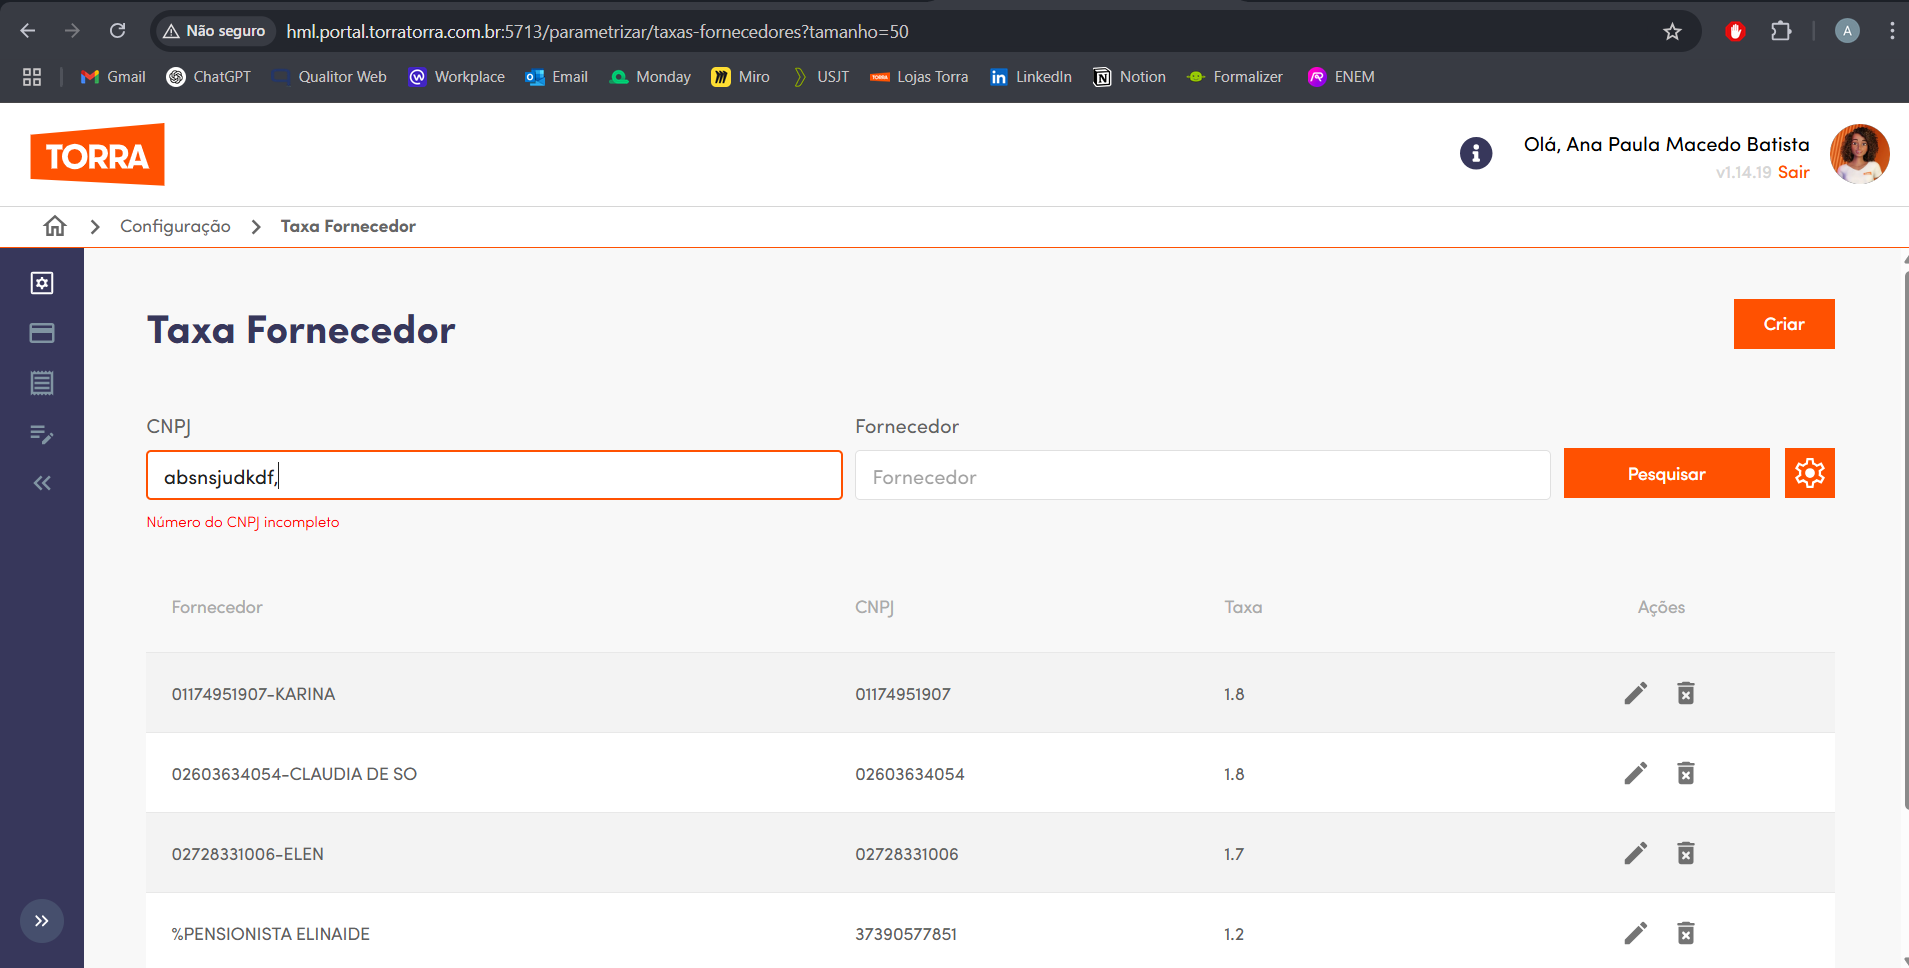 Não seguro
hml.portal.torratorra.com.br:5713/parametrizar/taxas-fornecedores?tamanho=50
A
Gmail
ChatGPT
Qualitor Web
Workplace
Email
Monday
Miro
USJT
Lojas Torra
LinkedIn
Notion
Formalizer
ENEM
TORRA
Olá, Ana Paula Macedo Batista
v1.14.19 Sair
Configuração
Taxa Fornecedor
Taxa Fornecedor
Criar
CNPJ
Fornecedor
absnsjudkdf,
Fornecedor
Pesquisar
Número do CNPJ incompleto
Fornecedor CNPJ Taxa Ações
01174951907-KARINA 01174951907 1.8
02603634054-CLAUDIA DE SO 02603634054 1.8
02728331006-ELEN 02728331006 1.7
%PENSIONISTA ELINAIDE 37390577851 1.2